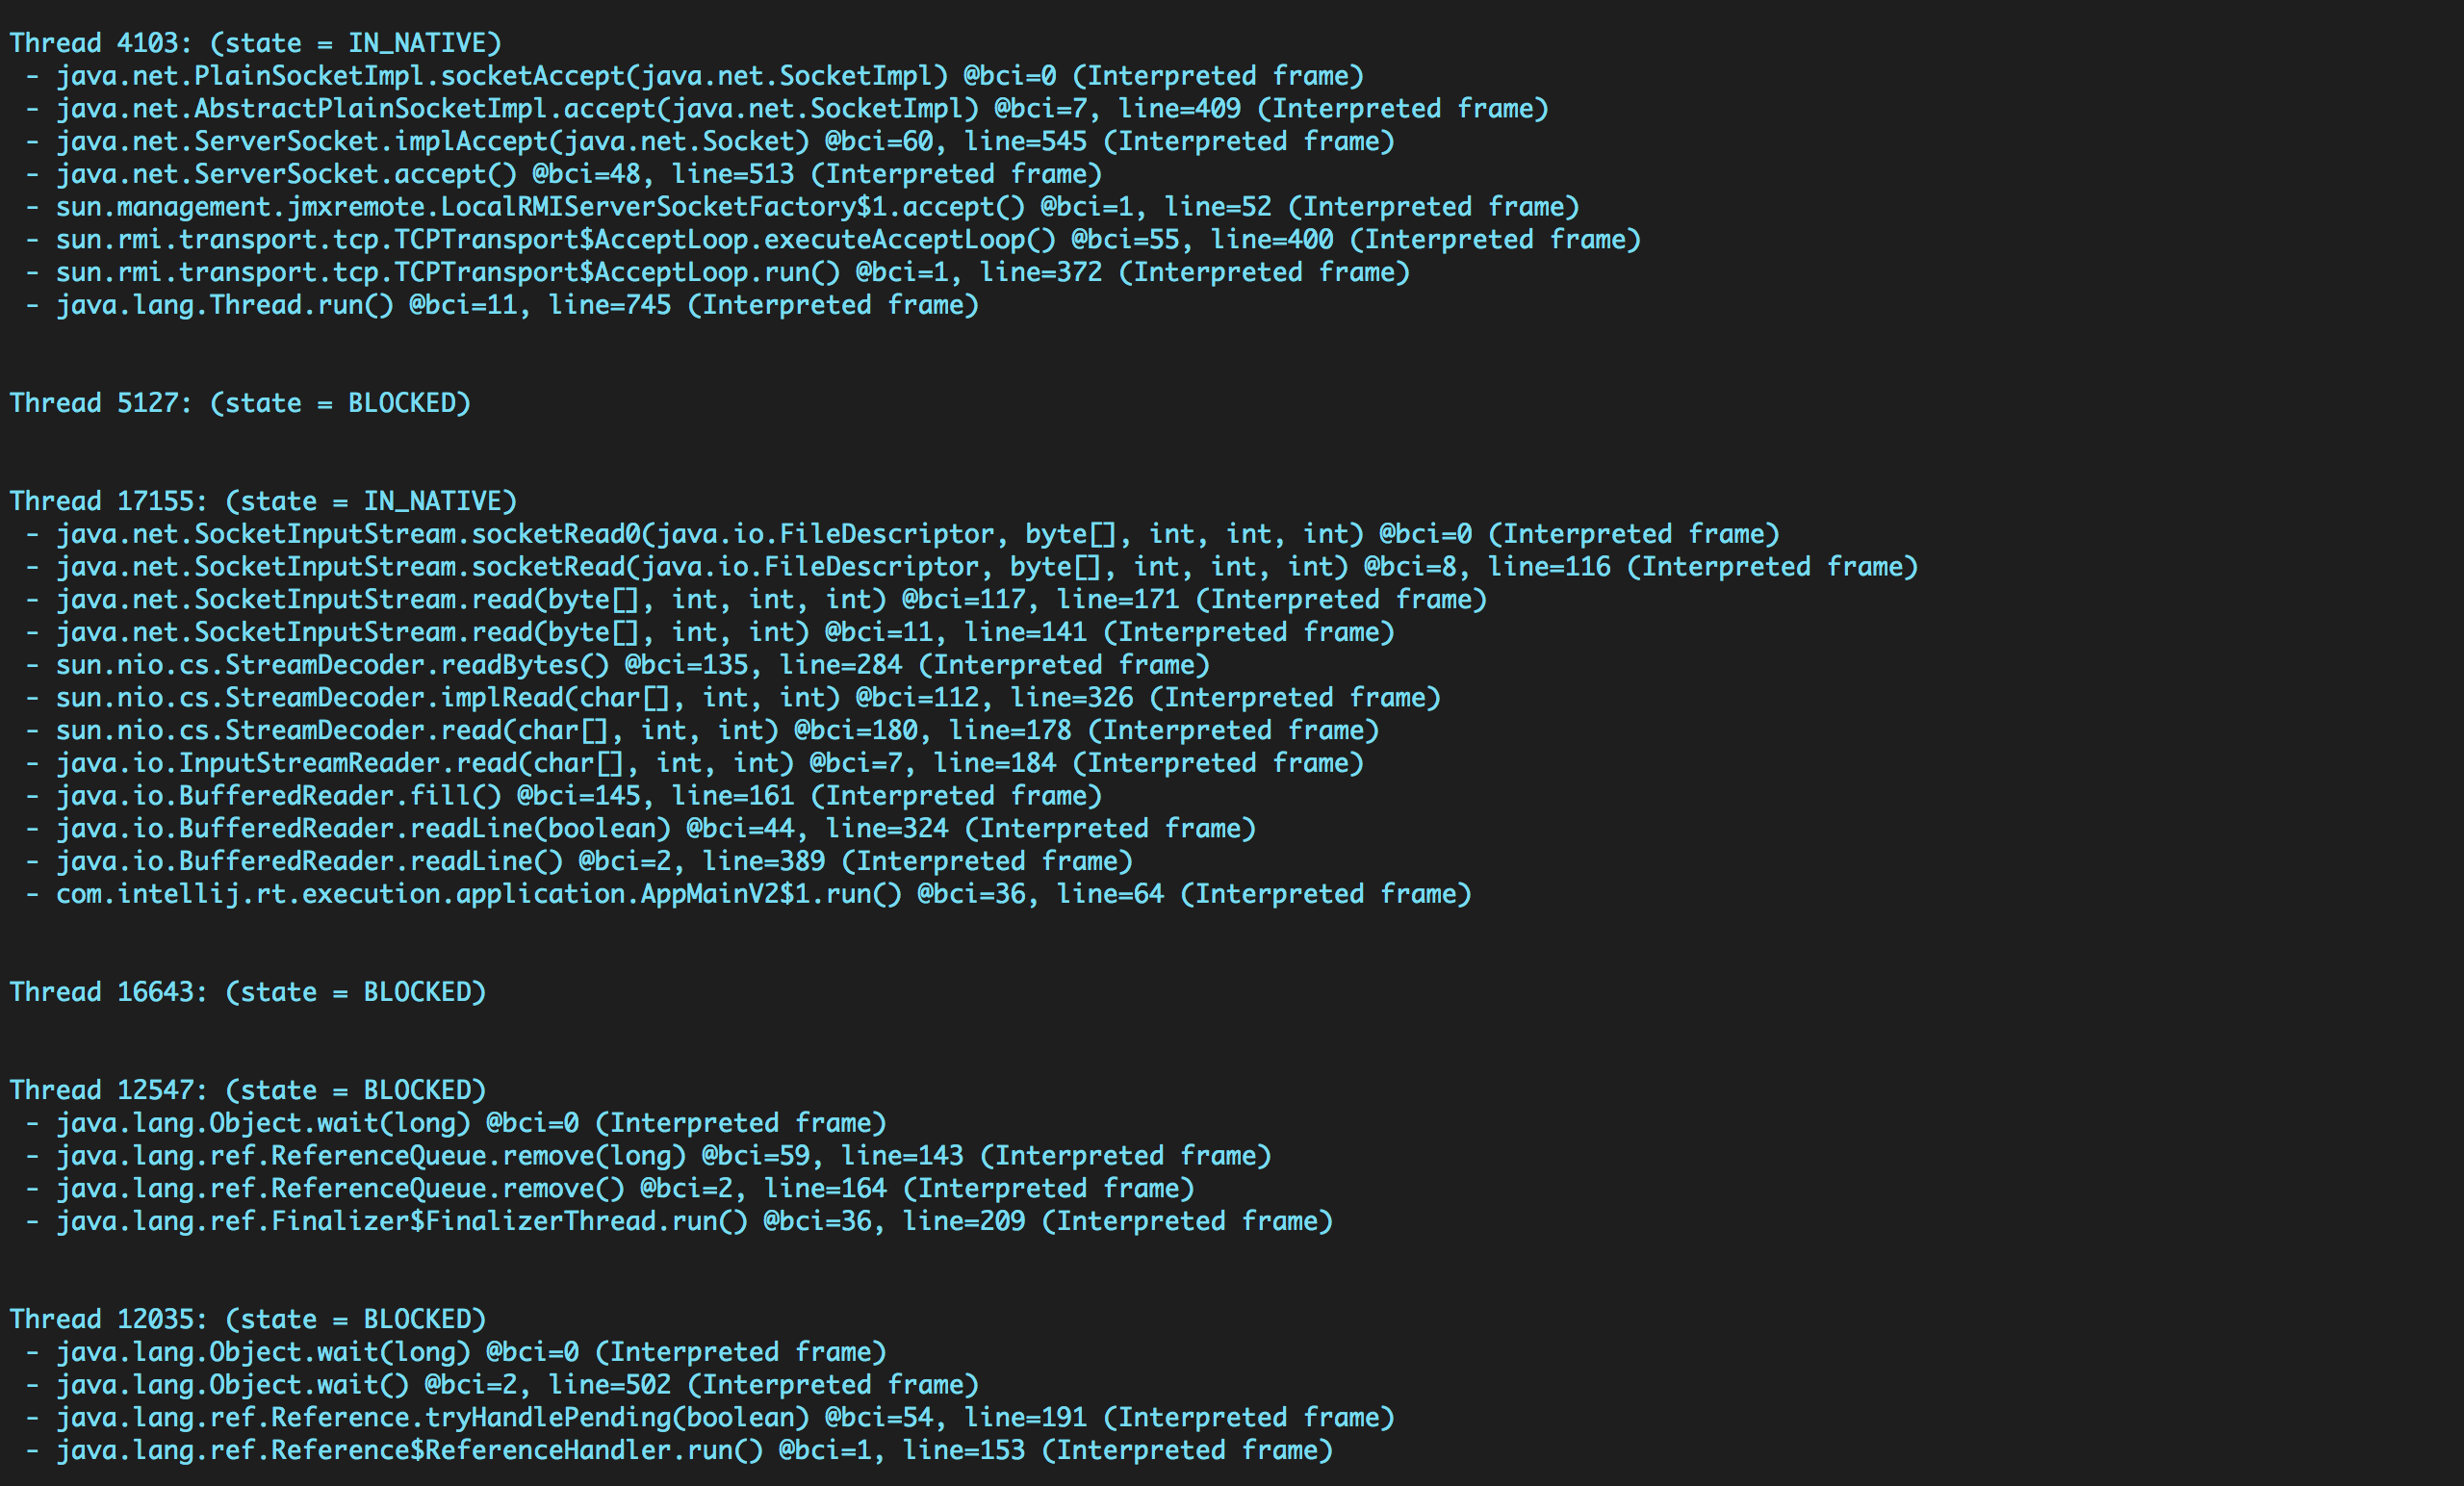 Thread 4103: (state = IN_NATIVE)
 - java.net.PlainSocketImpl.socketAccept(java.net.SocketImpl) @bci=0 (Interpreted frame)
 - java.net.AbstractPlainSocketImpl.accept(java.net.SocketImpl) @bci=7, line=409 (Interpreted frame)
 - java.net.ServerSocket.implAccept(java.net.Socket) @bci=60, line=545 (Interpreted frame)
 - java.net.ServerSocket.accept() @bci=48, line=513 (Interpreted frame)
 - sun.management.jmxremote.LocalRMIServerSocketFactory$1.accept() @bci=1, line=52 (Interpreted frame)
 - sun.rmi.transport.tcp.TCPTransport$AcceptLoop.executeAcceptLoop() @bci=55, line=400 (Interpreted frame)
 - sun.rmi.transport.tcp.TCPTransport$AcceptLoop.run() @bci=1, line=372 (Interpreted frame)
 - java.lang.Thread.run() @bci=11, line=745 (Interpreted frame)
Thread 5127: (state = BLOCKED)
Thread 17155: (state = IN_NATIVE)
 - java.net.SocketInputStream.socketRead0(java.io.FileDescriptor, byte[], int, int, int) @bci=0 (Interpreted frame)
 - java.net.SocketInputStream.socketRead(java.io.FileDescriptor, byte[], int, int, int) @bci=8, line=116 (Interpreted frame)
 - java.net.SocketInputStream.read(byte[], int, int, int) @bci=117, line=171 (Interpreted frame)
 - java.net.SocketInputStream.read(byte[], int, int) @bci=11, line=141 (Interpreted frame)
 - sun.nio.cs.StreamDecoder.readBytes() @bci=135, line=284 (Interpreted frame)
 - sun.nio.cs.StreamDecoder.implRead(char[], int, int) @bci=112, line=326 (Interpreted frame)
 - sun.nio.cs.StreamDecoder.read(char[], int, int) @bci=180, line=178 (Interpreted frame)
 - java.io.InputStreamReader.read(char[], int, int) @bci=7, line=184 (Interpreted frame)
 - java.io.BufferedReader.fill() @bci=145, line=161 (Interpreted frame)
 - java.io.BufferedReader.readLine(boolean) @bci=44, line=324 (Interpreted frame)
 - java.io.BufferedReader.readLine() @bci=2, line=389 (Interpreted frame)
 - com.intellij.rt.execution.application.AppMainV2$1.run() @bci=36, line=64 (Interpreted frame)
Thread 16643: (state = BLOCKED)
Thread 12547: (state = BLOCKED)
 - java.lang.Object.wait(long) @bci=0 (Interpreted frame)
 - java.lang.ref.ReferenceQueue.remove(long) @bci=59, line=143 (Interpreted frame)
 - java.lang.ref.ReferenceQueue.remove() @bci=2, line=164 (Interpreted frame)
 - java.lang.ref.Finalizer$FinalizerThread.run() @bci=36, line=209 (Interpreted frame)
Thread 12035: (state = BLOCKED)
 - java.lang.Object.wait(long) @bci=0 (Interpreted frame)
 - java.lang.Object.wait() @bci=2, line=502 (Interpreted frame)
 - java.lang.ref.Reference.tryHandlePending(boolean) @bci=54, line=191 (Interpreted frame)
 - java.lang.ref.Reference$ReferenceHandler.run() @bci=1, line=153 (Interpreted frame)